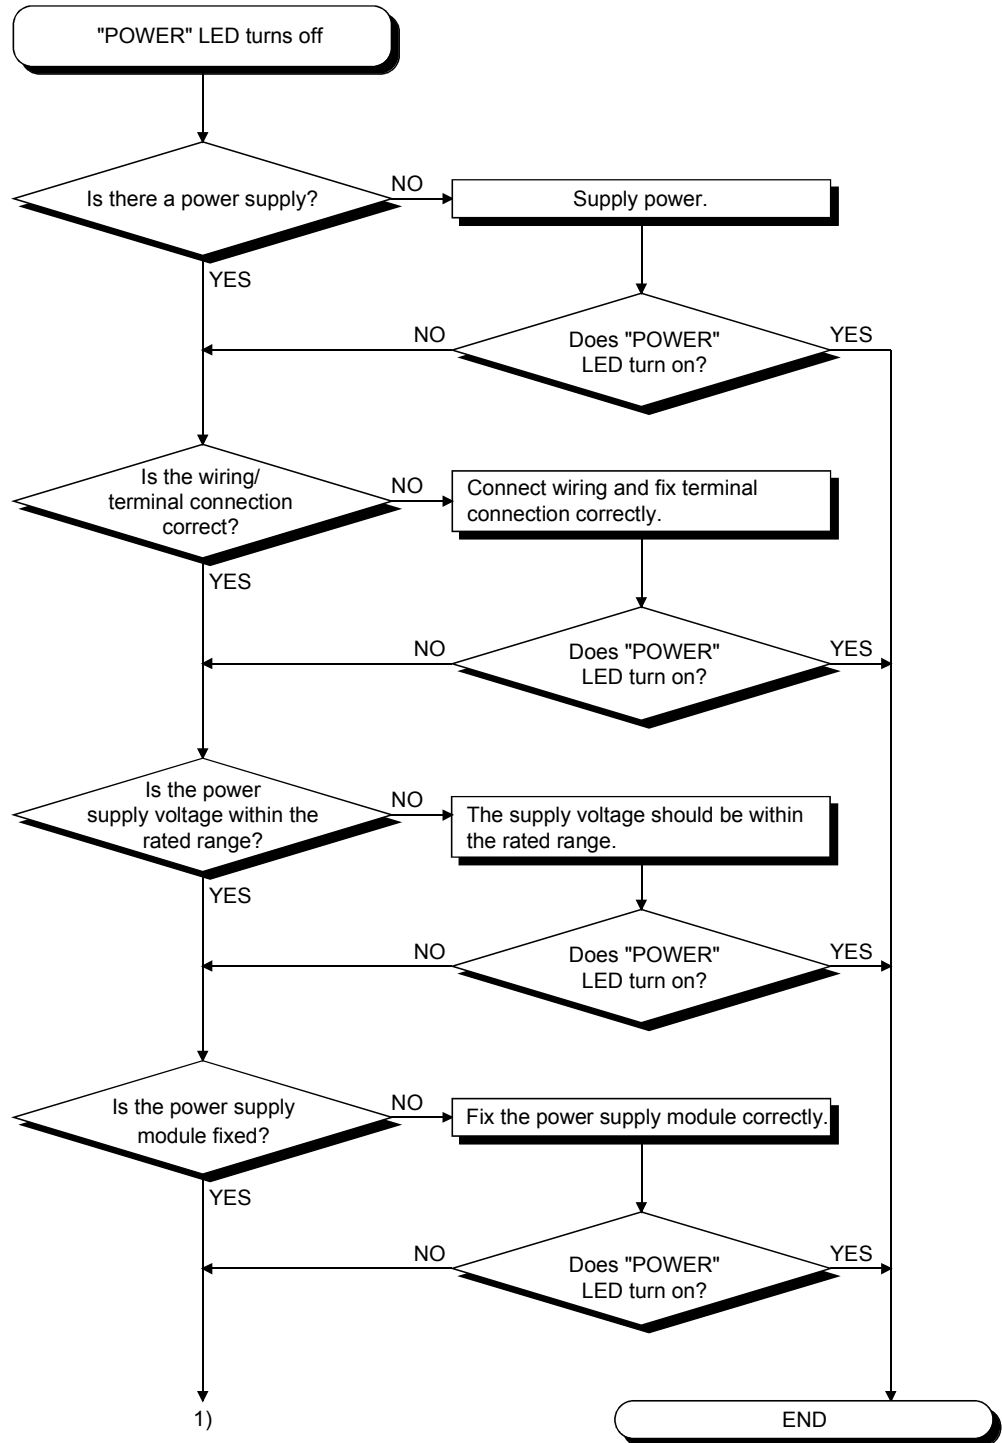 "POWER" LED turns off
Is there a power supply?
NO
Supply power.
YES
NO
Does "POWER"
LED turn on?
YES
Is the wiring/
terminal connection
correct?
NO
Connect wiring and fix terminal
connection correctly.
YES
NO
Does "POWER"
LED turn on?
YES
Is the power
supply voltage within the
rated range?
NO
The supply voltage should be within
the rated range.
YES
NO
Does "POWER"
LED turn on?
YES
Is the power supply
module fixed?
NO
Fix the power supply module correctly.
YES
NO
Does "POWER"
LED turn on?
YES
1)
END